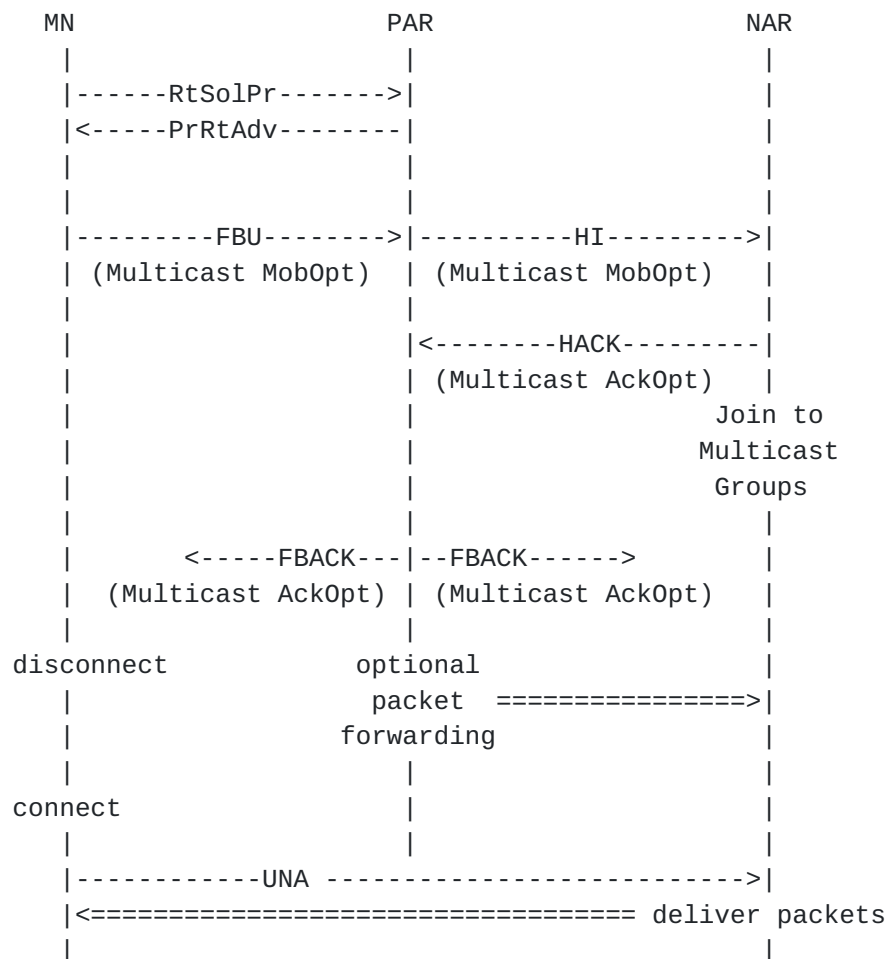 MN PAR NAR
| | |
|------RtSolPr------->| |
|<-----PrRtAdv--------| |
| | |
| | |
|---------FBU-------->|----------HI--------->|
| (Multicast MobOpt) | (Multicast MobOpt) |
| | |
| |<--------HACK---------|
| | (Multicast AckOpt) |
| | Join to
| | Multicast
| | Groups
| | |
| <-----FBACK---|--FBACK------> |
| (Multicast AckOpt) | (Multicast AckOpt) |
| | |
disconnect optional |
| packet ================>|
| forwarding |
| | |
connect | |
| | |
|------------UNA --------------------------->|
|<=================================== deliver packets
| |